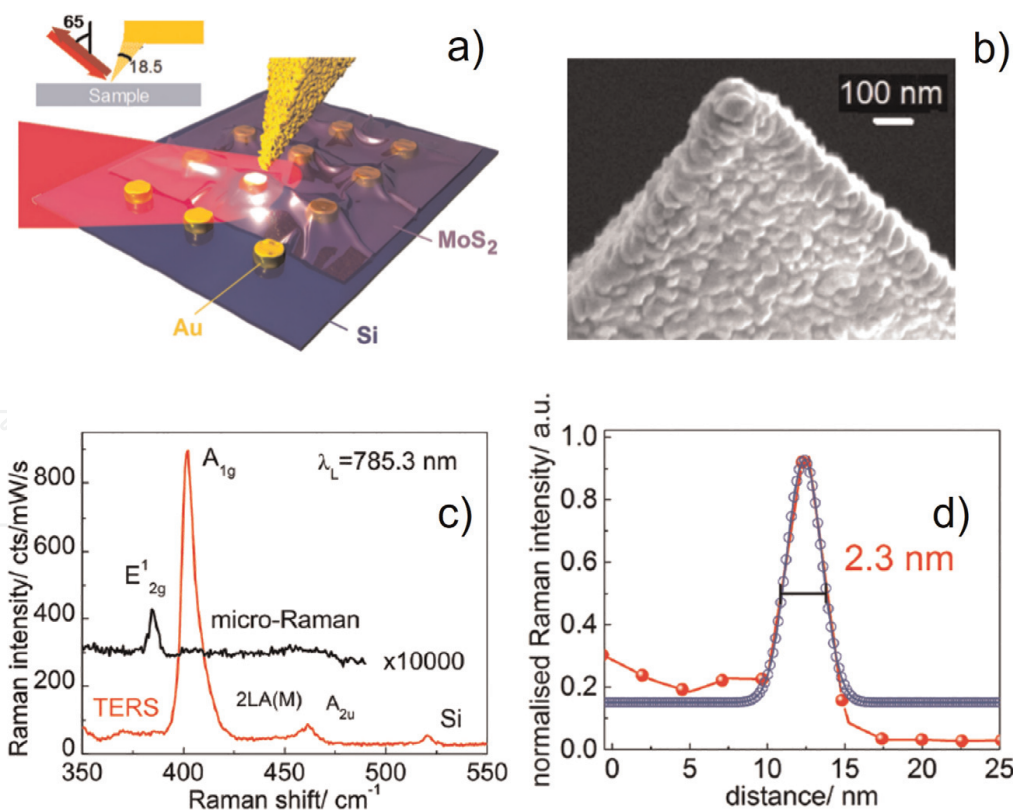 65
18.5
Sample
a)
MoS₂
Au
Si
b)
100 nm
Raman intensity/ cts/mW/s
800
600
400
200
0
A₁g
λL=785.3 nm
c)
E¹₂g
micro-Raman
x10000
TERS
2LA(M)
A₂u
Si
350
400
450
500
550
Raman shift/ cm⁻¹
normalised Raman intensity/ a.u.
1.0
0.8
0.6
0.4
0.2
0.0
d)
2.3 nm
0
5
10
15
20
25
distance/ nm